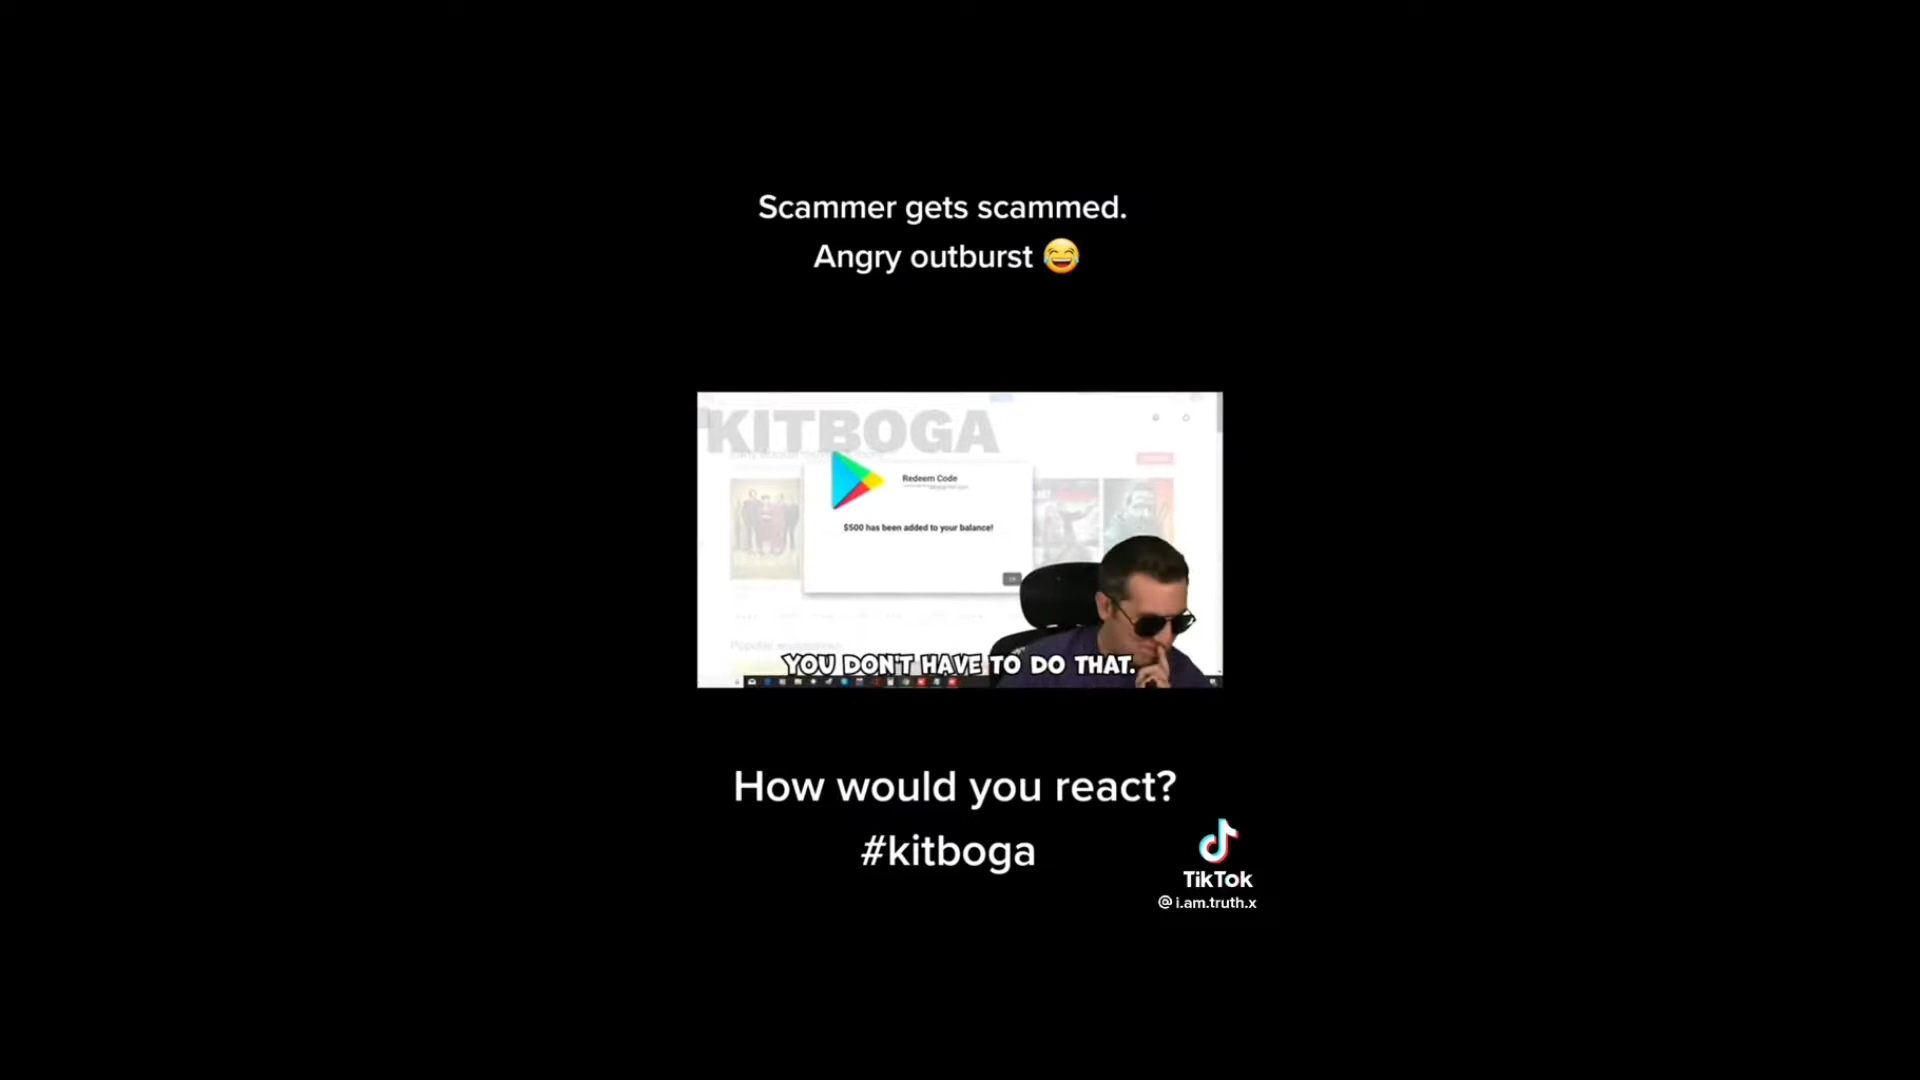 Scammer gets scammed.
Angry outburst 😂
KITBOGA
Redeem Code
$500 has been added to your balance!
YOU DON'T HAVE TO DO THAT.
How would you react?
#kitboga
TikTok
@i.am.truth.x